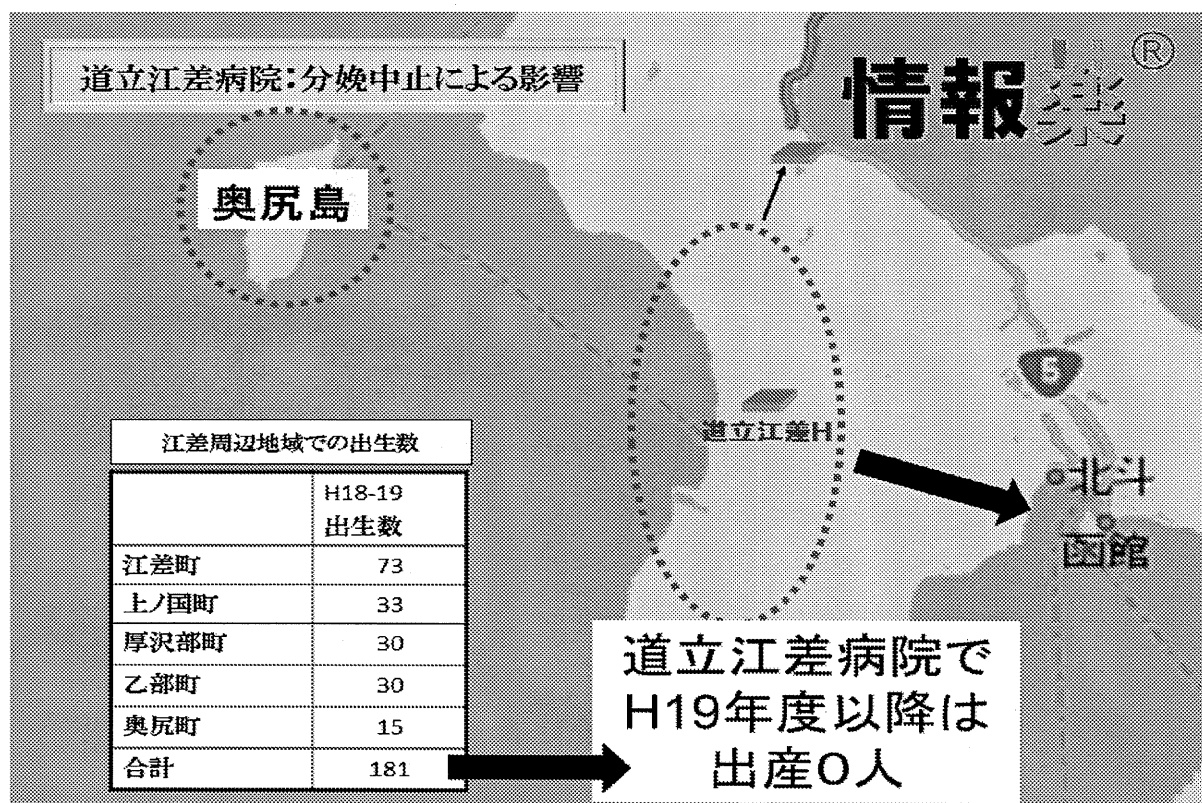 道立江差病院:分娩中止による影響
情報
®
奥尻島
5
道立江差H
北斗
函館
江差周辺地域での出生数
H18-19
出生数
江差町 73
上ノ国町 33
厚沢部町 30
乙部町 30
奥尻町 15
合計 181
道立江差病院で
H19年度以降は
出産0人